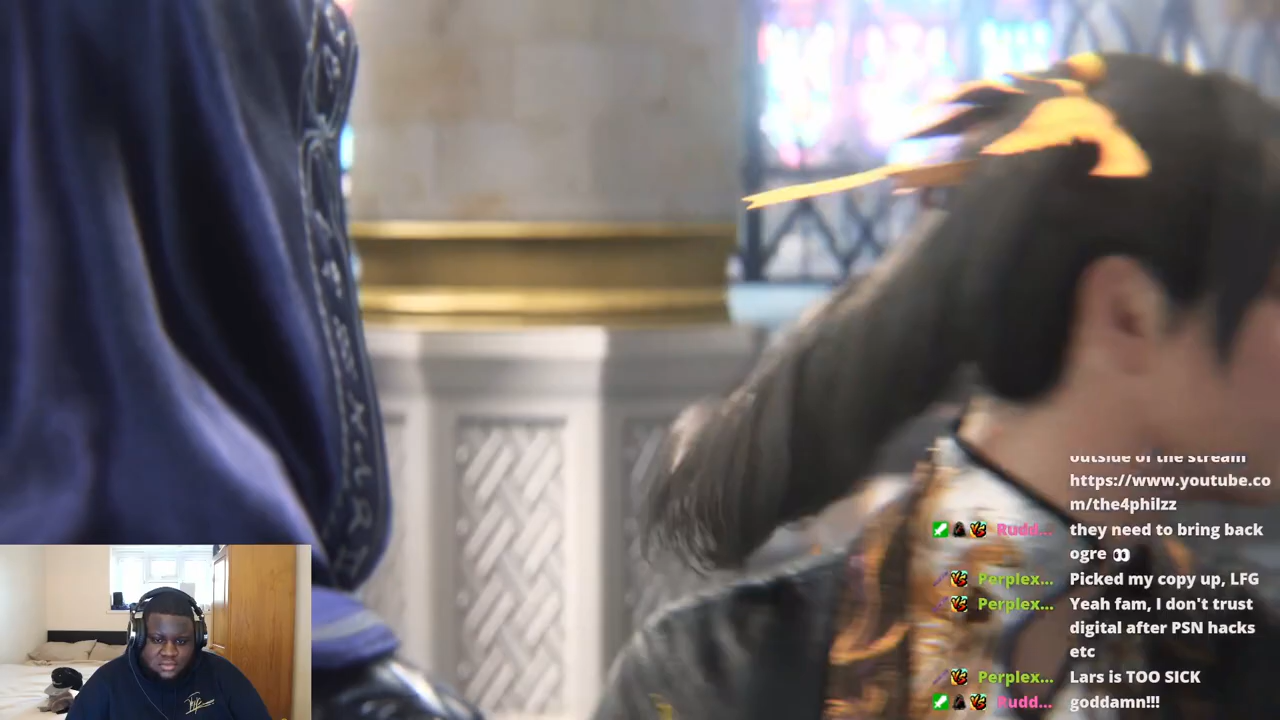 outside of the stream
https://www.youtube.co
m/the4philzz
Rudd... they need to bring back
ogre 👀
Perplex... Picked my copy up, LFG
Perplex... Yeah fam, I don't trust
digital after PSN hacks
etc
Perplex... Lars is TOO SICK
Rudd... goddamn!!!